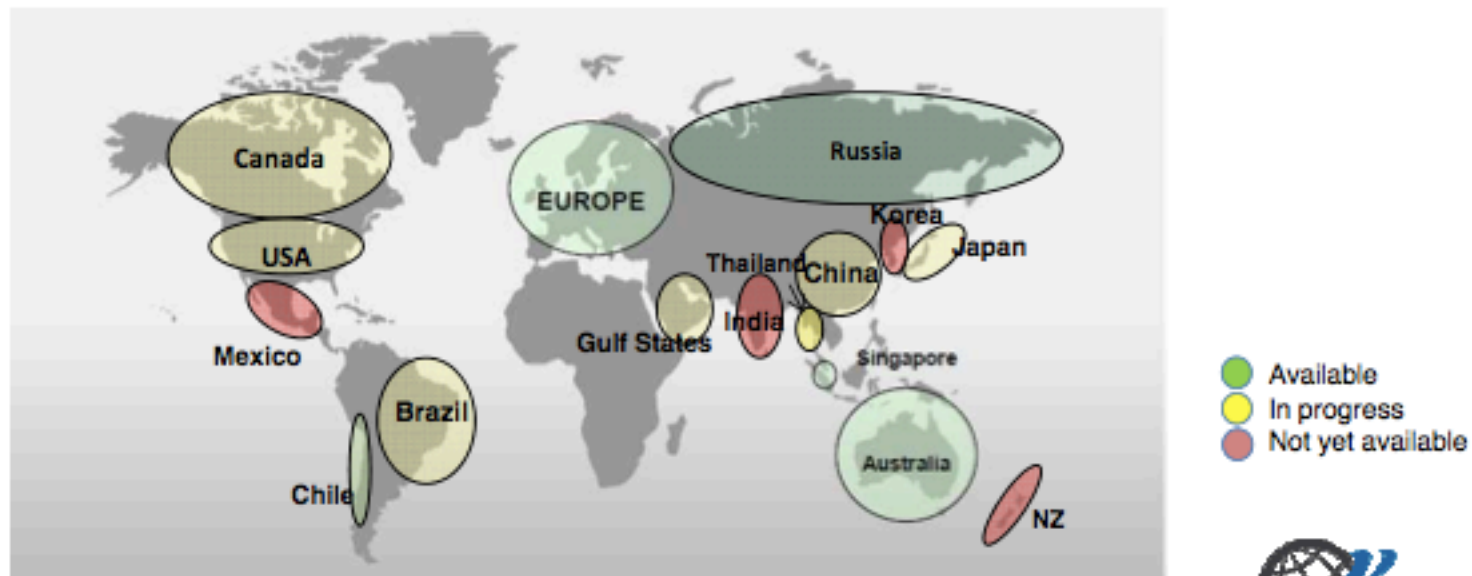 Canada
Russia
EUROPE
Korea
USA
Japan
Thailand
China
India
Gulf States
Mexico
Singapore
Brazil
Australia
Chile
NZ
Available
In progress
Not yet available